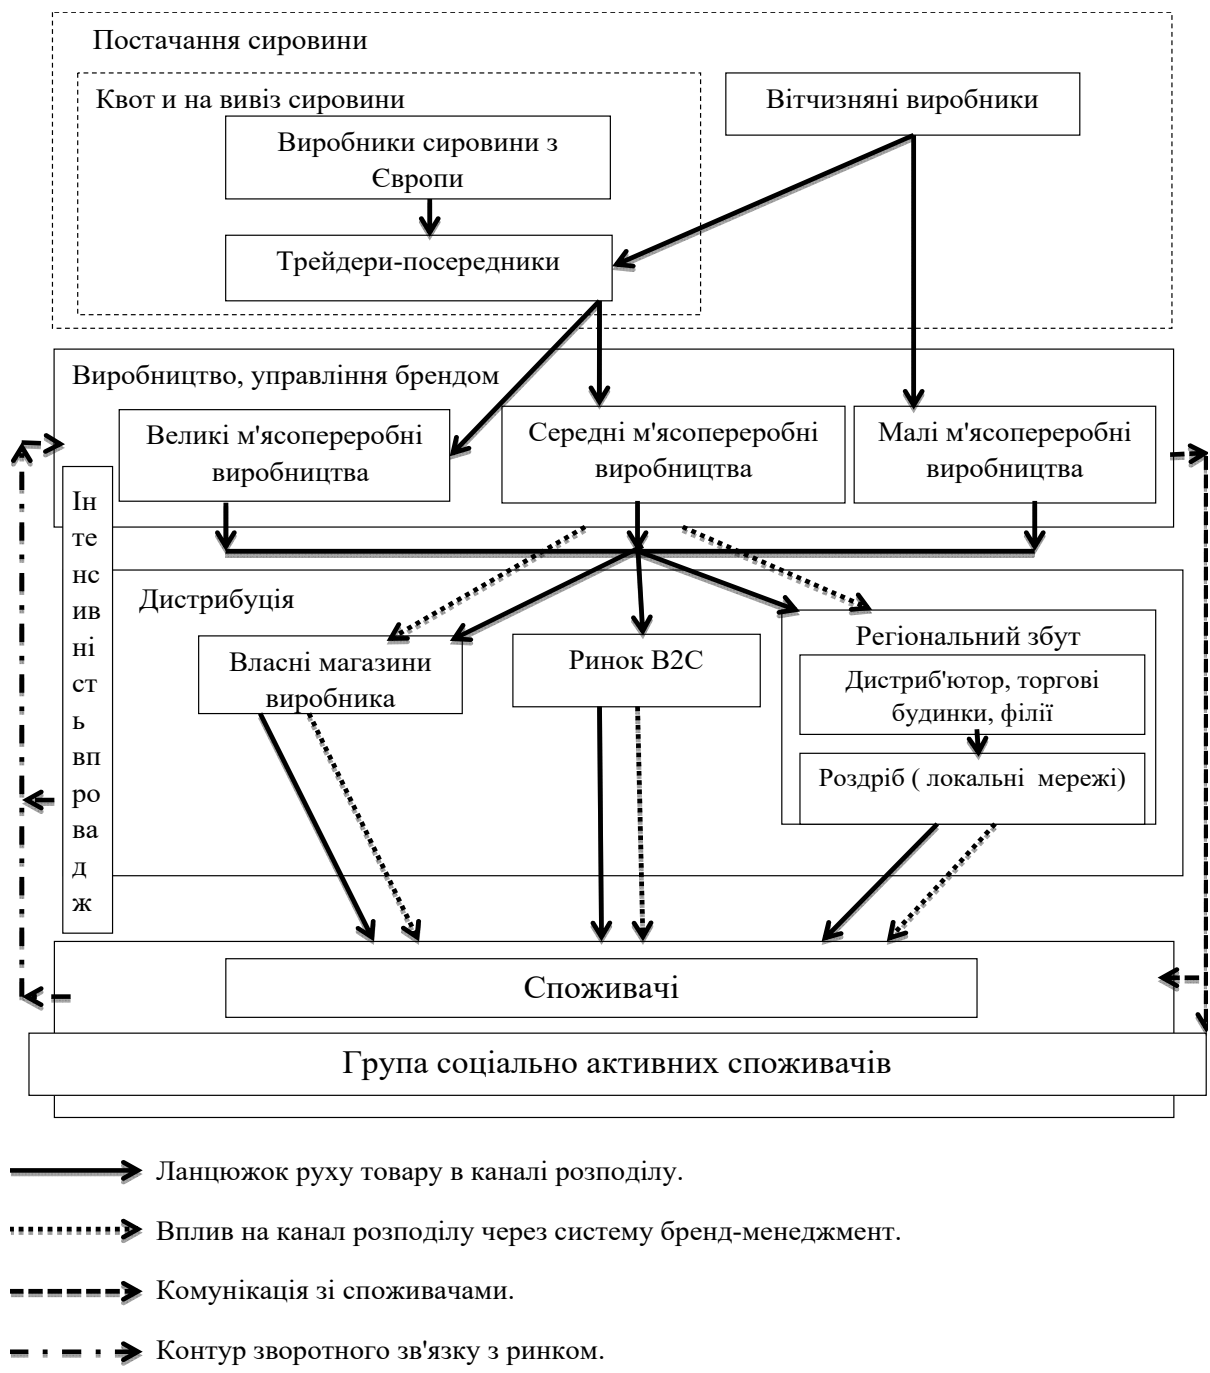 Постачання сировини
Квот и на вивіз сировини
Вітчизняні виробники
Виробники сировини з
Європи
Трейдери-посередники
Виробництво, управління брендом
Великі м'ясопереробні
виробництва
Середні м'ясопереробні
виробництва
Малі м'ясопереробні
виробництва
Ін
те
нс
ив
ні
ст
ь
вп
ро
ва
д
ж
Дистрибуція
Власні магазини
виробника
Ринок B2C
Регіональний збут
Дистриб'ютор, торгові
будинки, філії
Роздріб ( локальні мережі)
Споживачі
Група соціально активних споживачів
Ланцюжок руху товару в каналі розподілу.
Вплив на канал розподілу через систему бренд-менеджмент.
Комунікація зі споживачами.
Контур зворотного зв'язку з ринком.